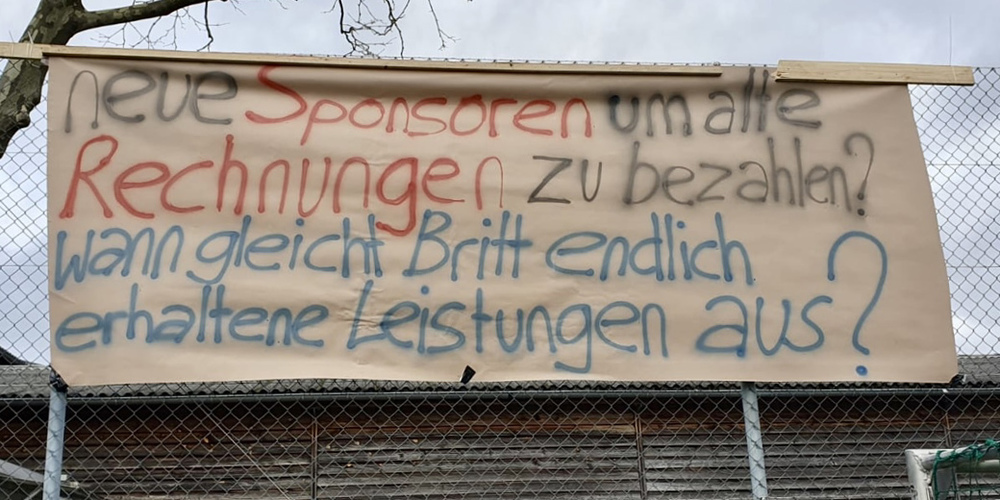 neue Sponsoren um alte
Rechnungen zu bezahlen?
wann gleicht Britt endlich
erhaltene Leistungen aus?